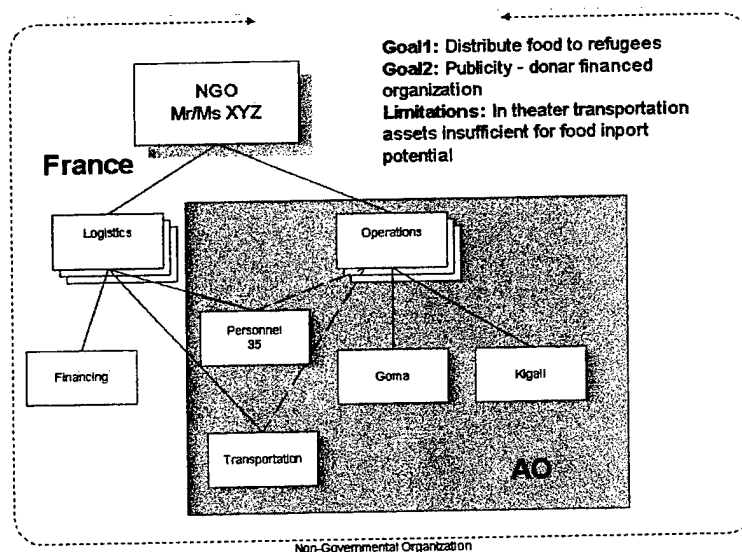 Goal1: Distribute food to refugees
Goal2: Publicity - donar financed
organization
Limitations: In theater transportation
assets insufficient for food inport
potential
NGO
Mr/Ms XYZ
France
Logistics
Operations
Personnel
35
Financing
Goma
Kigali
Transportation
AO
Non-Governmental Organization